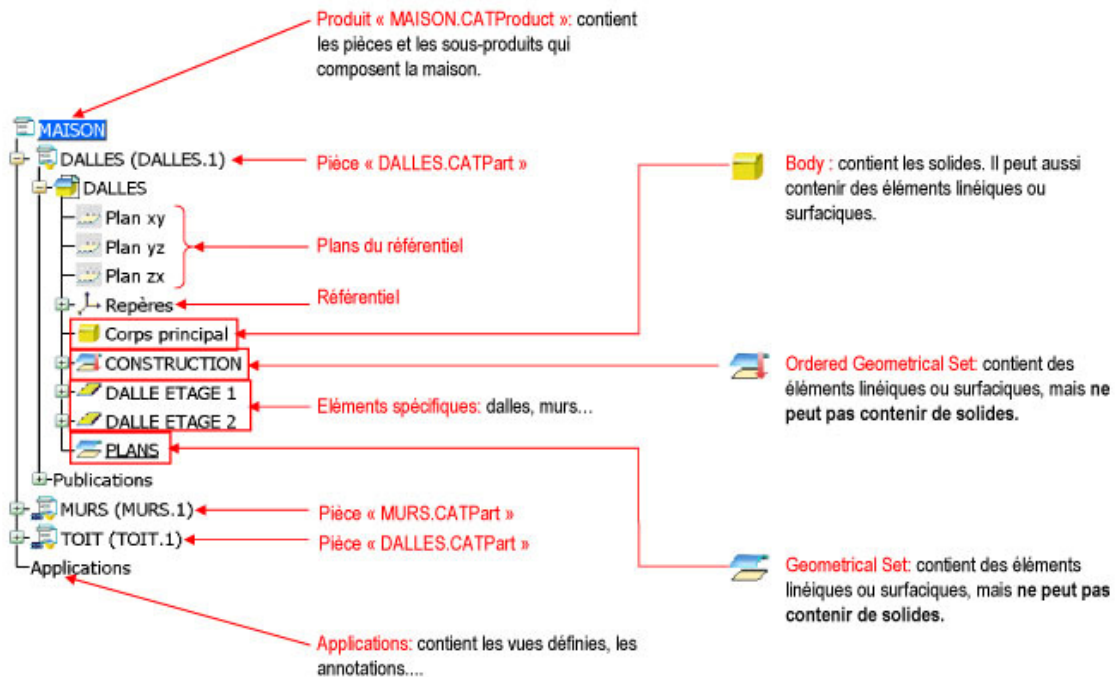 Produit « MAISON.CATProduct »: contient
les pièces et les sous-produits qui
composent la maison.
MAISON
DALLES (DALLES.1)
Pièce « DALLES.CATPart »
DALLES
Plan xy
Plan yz
Plan zx
Plans du référentiel
Repères
Référentiel
Corps principal
CONSTRUCTION
DALLE ETAGE 1
DALLE ETAGE 2
Eléments spécifiques: dalles, murs...
PLANS
Publications
MURS (MURS.1)
Pièce « MURS.CATPart »
TOIT (TOIT.1)
Pièce « DALLES.CATPart »
Applications
Applications: contient les vues définies, les
annotations....
Body : contient les solides. Il peut aussi
contenir des éléments linéiques ou
surfaciques.
Ordered Geometrical Set: contient des
éléments linéiques ou surfaciques, mais ne
peut pas contenir de solides.
Geometrical Set: contient des éléments
linéiques ou surfaciques, mais ne peut pas
contenir de solides.